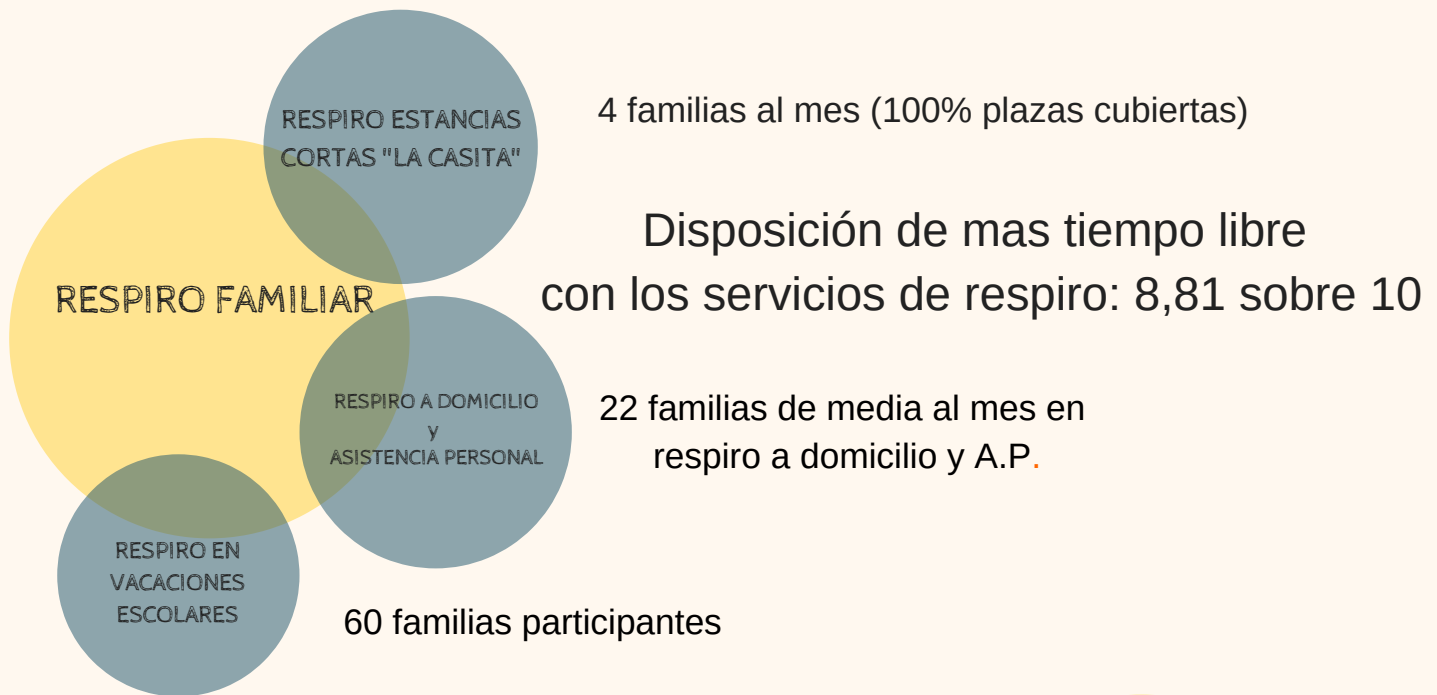 RESPIRO ESTANCIAS
CORTAS "LA CASITA"
4 familias al mes (100% plazas cubiertas)
RESPIRO FAMILIAR
Disposición de mas tiempo libre
con los servicios de respiro: 8,81 sobre 10
RESPIRO A DOMICILIO
y
ASISTENCIA PERSONAL
22 familias de media al mes en
respiro a domicilio y A.P.
RESPIRO EN
VACACIONES
ESCOLARES
60 familias participantes